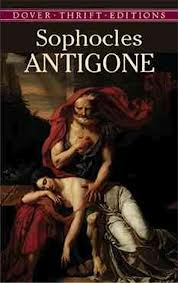 DOVER · THRIFT · EDITIONS
Sophocles
ANTIGONE